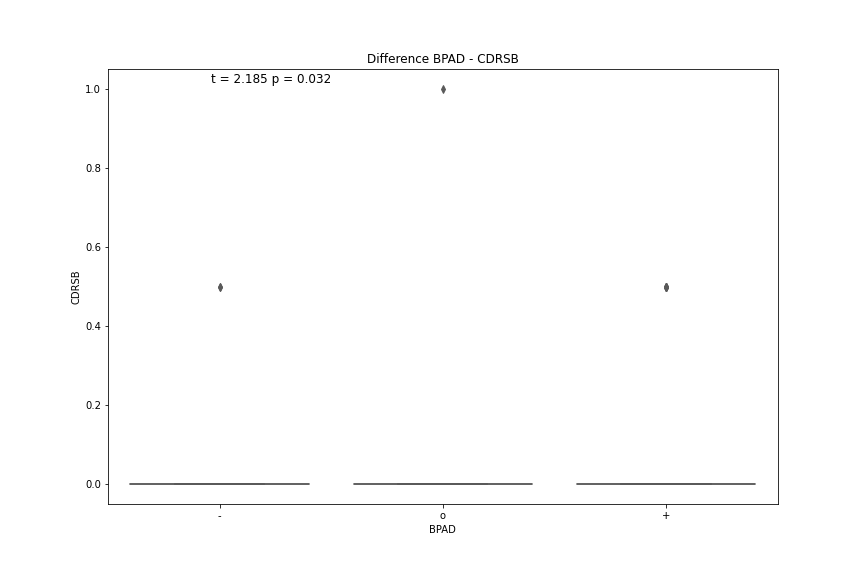 Difference BPAD - CDRSB
t = 2.185 p = 0.032
1.0
0.8
0.6
0.4
0.2
0.0
CDRSB
-
o
+
BPAD